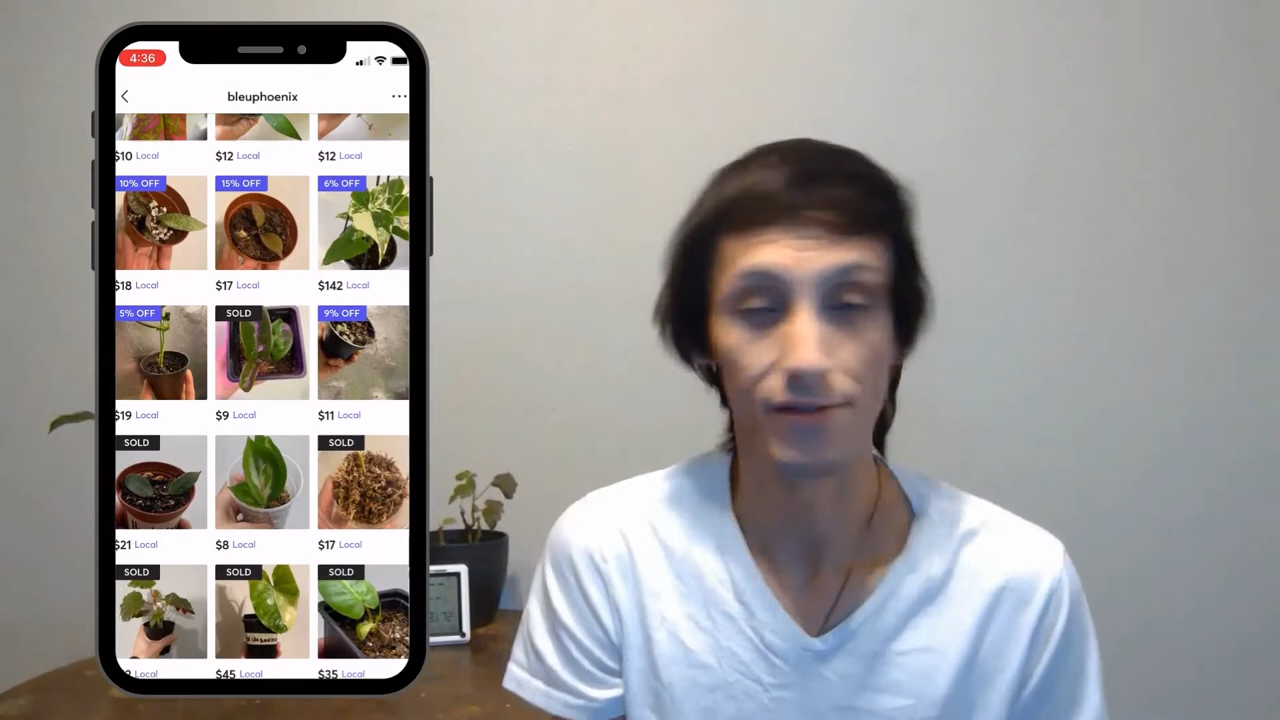 4:36
bleuphoenix
$10 Local $12 Local $12 Local
10% OFF 15% OFF 6% OFF
$18 Local $17 Local $142 Local
5% OFF SOLD 9% OFF
$19 Local $9 Local $11 Local
SOLD SOLD
$21 Local $8 Local $17 Local
SOLD SOLD SOLD
Local $45 Local $35 Local